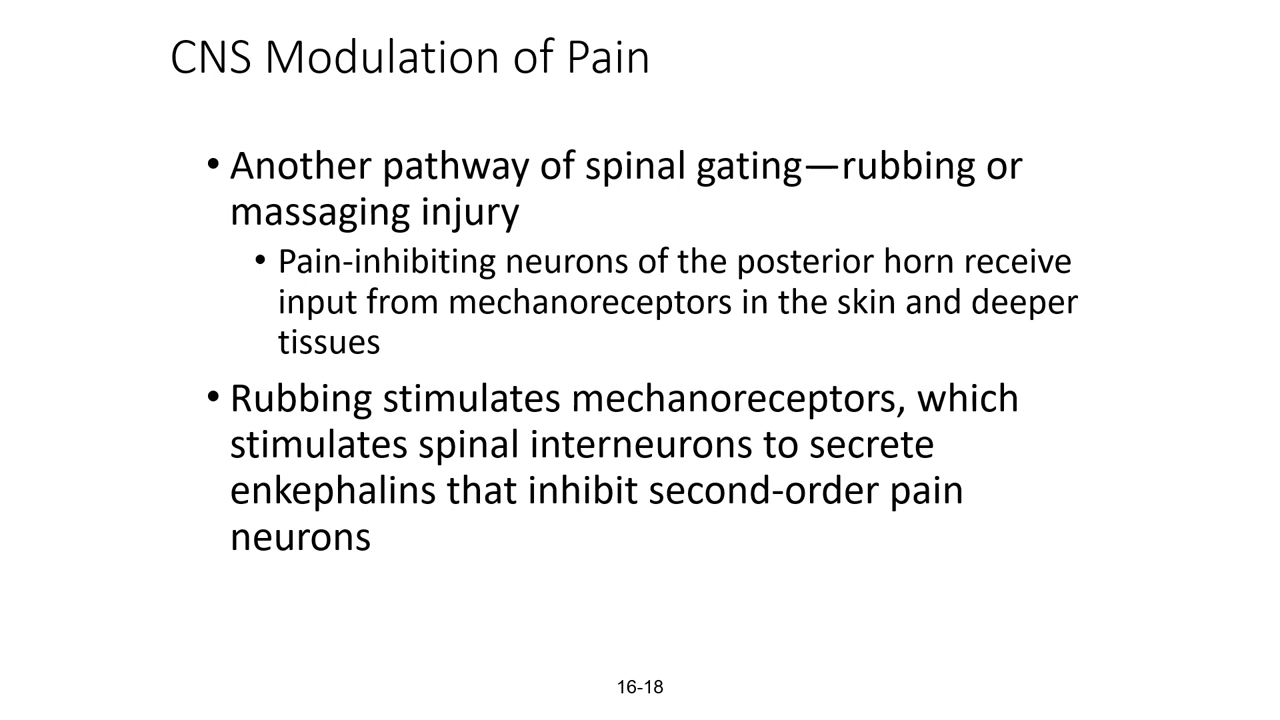 CNS Modulation of Pain
• Another pathway of spinal gating—rubbing or
massaging injury
• Pain-inhibiting neurons of the posterior horn receive
input from mechanoreceptors in the skin and deeper
tissues
• Rubbing stimulates mechanoreceptors, which
stimulates spinal interneurons to secrete
enkephalins that inhibit second-order pain
neurons
16-18